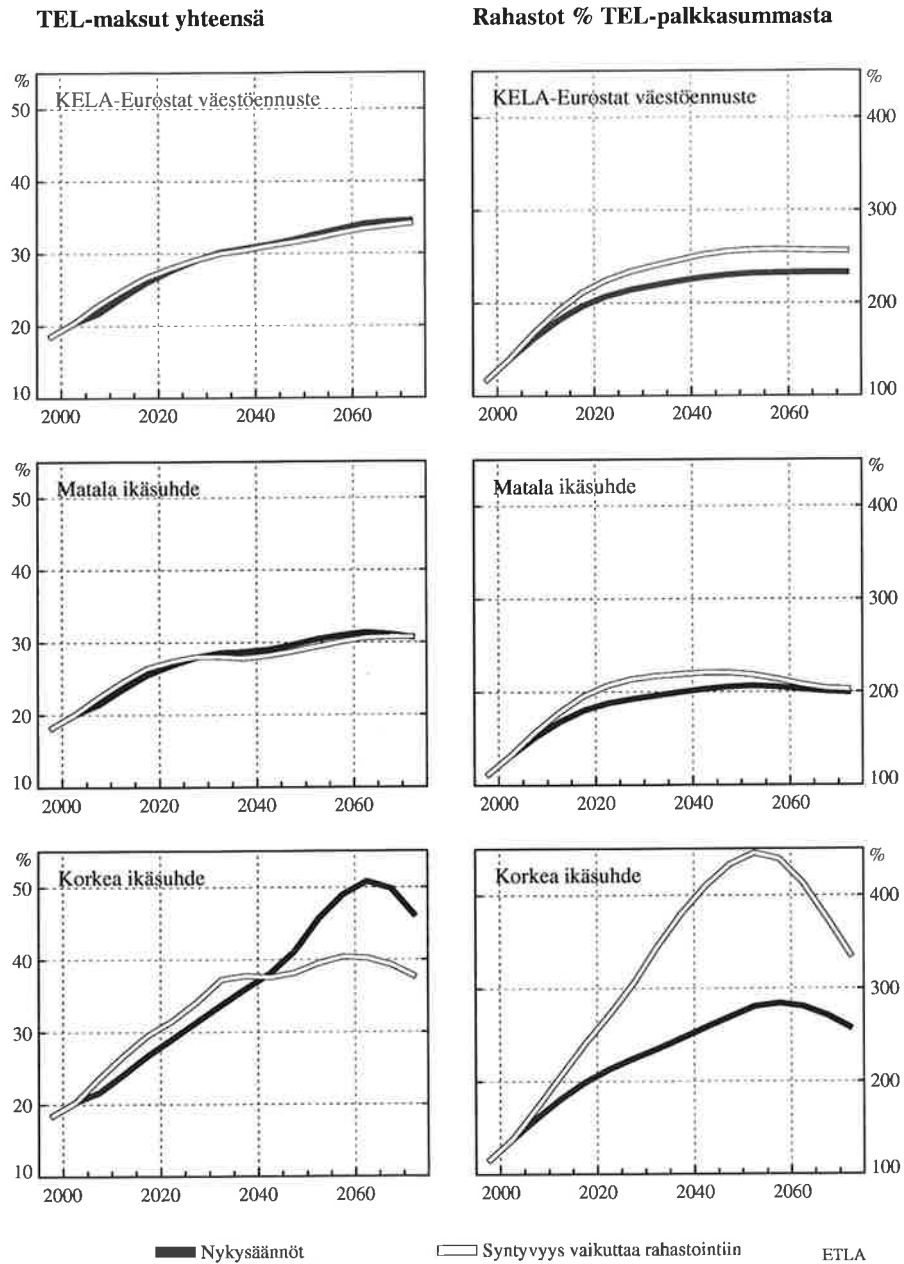 TEL-maksut yhteensä
Rahastot % TEL-palkkasummasta
%
KELA-Eurostat väestöennuste
50
40
30
20
10
2000 2020 2040 2060
%
KELA-Eurostat väestöennuste
400
300
200
100
2000 2020 2040 2060
%
Matala ikäsuhde
50
40
30
20
10
2000 2020 2040 2060
%
Matala ikäsuhde
400
300
200
100
2000 2020 2040 2060
%
Korkea ikäsuhde
50
40
30
20
10
2000 2020 2040 2060
%
Korkea ikäsuhde
400
300
200
100
2000 2020 2040 2060
Nykysäännöt
Syntyvyys vaikuttaa rahastointiin
ETLA